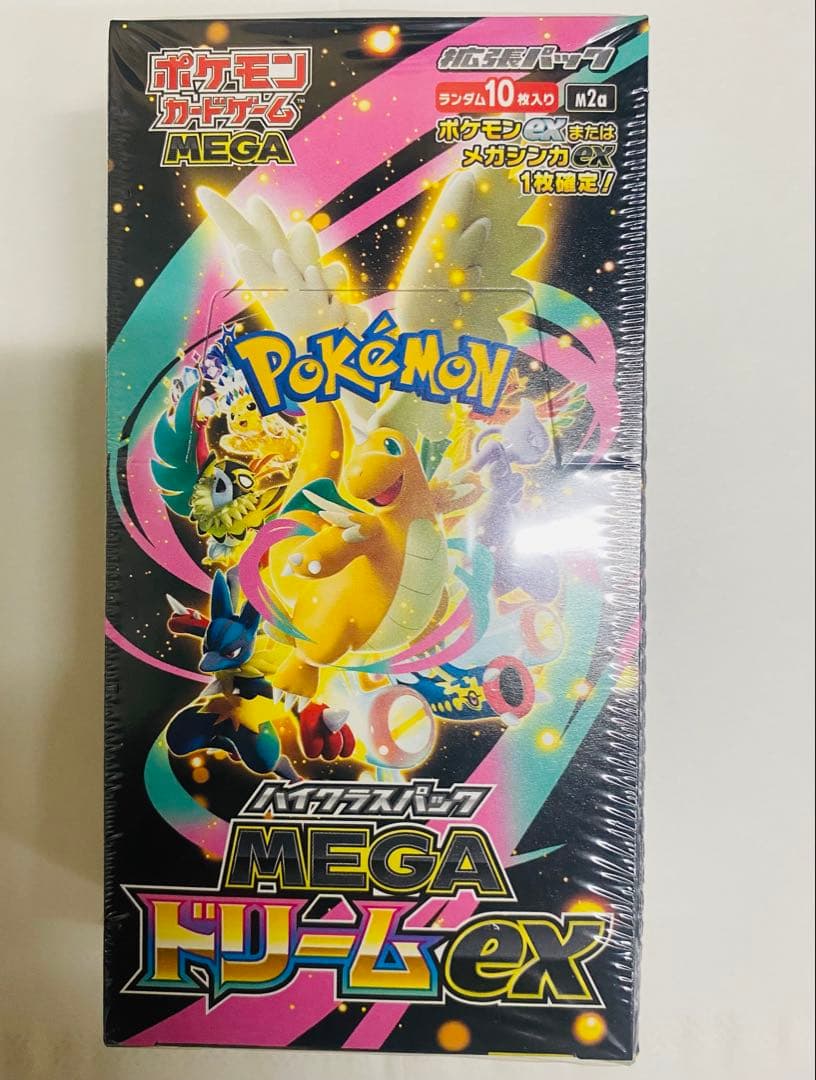 ポケモン
カードゲーム™
MEGA
拡張パック
ランダム10枚入り M2a
ポケモンexまたは
メガシンカex
1枚確定!
POKéMON
ハイクラスパック
MEGA
ドリームex